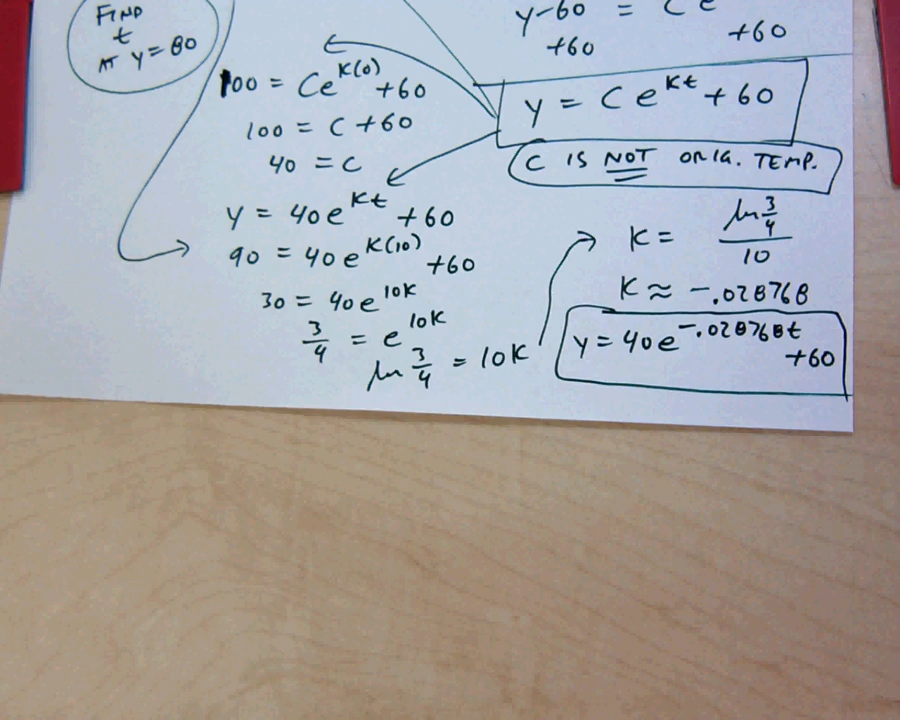 FIND
t
AT y = 80
y-60 = Ce
+60 +60
100 = Ce^K(0) +60
100 = C +60
40 = C
y = Ce^Kt + 60
C IS NOT ORIG. TEMP.
y = 40e^Kt +60
90 = 40e^K(10) +60
30 = 40e^10K
3/4 = e^10K
ln 3/4 = 10K
K = ln 3/4 / 10
K ≈ -.028768
y = 40e^-.028768t +60